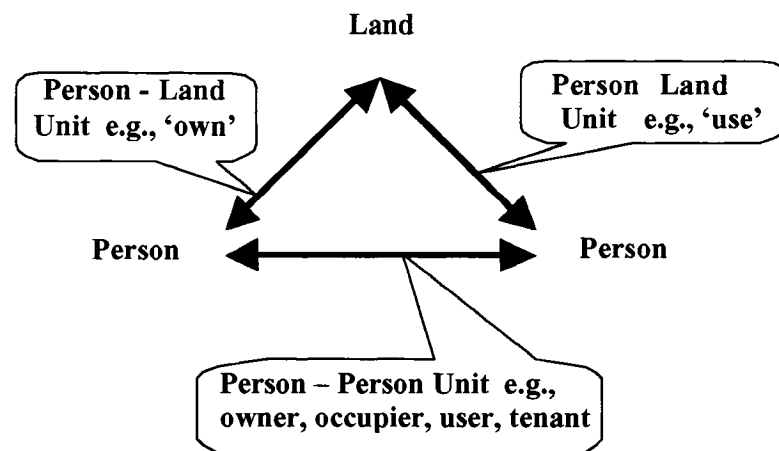 Land
Person - Land
Unit e.g., ‘own’
Person Land
Unit e.g., ‘use’
Person
Person
Person – Person Unit e.g.,
owner, occupier, user, tenant